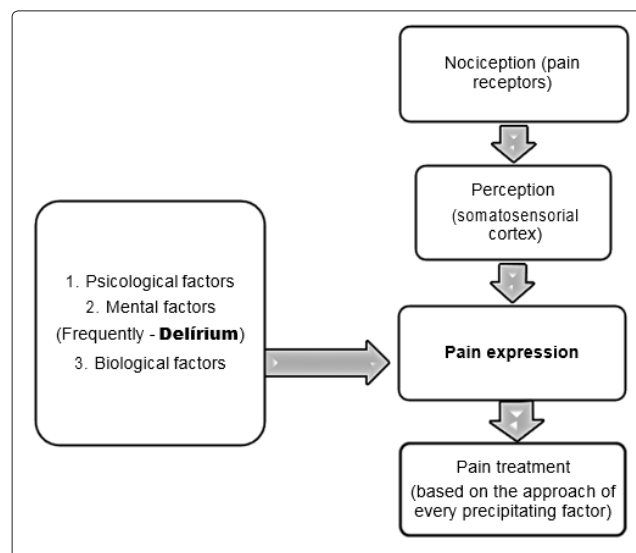 Nociception (pain
receptors)
Perception
(somatosensorial
cortex)
1. Psicological factors
2. Mental factors
(Frequently - Delírium)
3. Biological factors
Pain expression
Pain treatment
(based on the approach of
every precipitating factor)